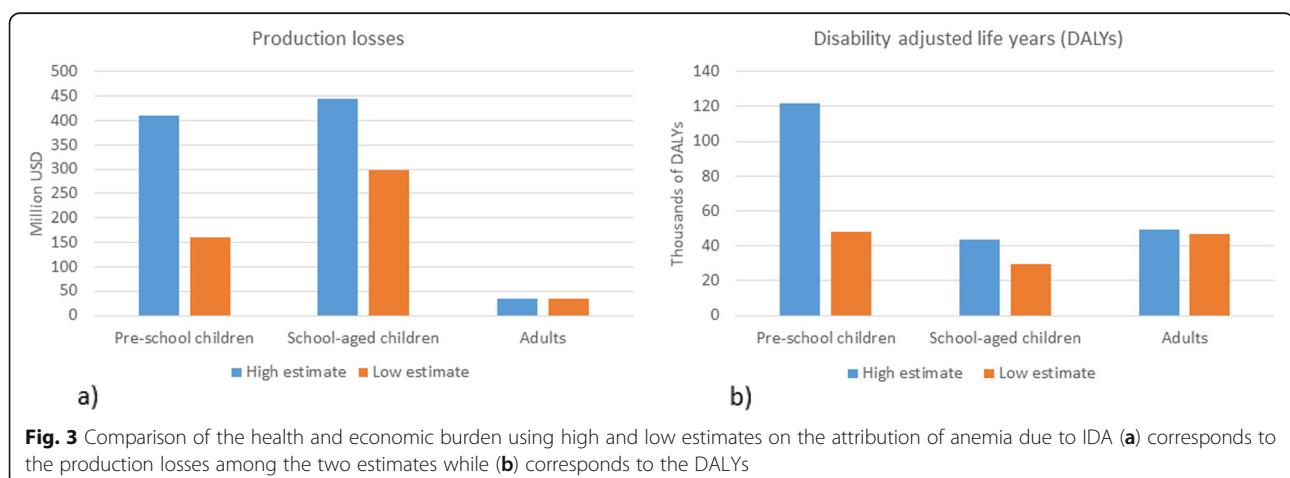 Production losses
Million USD
500
450
400
350
300
250
200
150
100
50
0
Pre-school children School-aged children Adults
High estimate Low estimate
a)
Disability adjusted life years (DALYs)
Thousands of DALYs
140
120
100
80
60
40
20
0
Pre-school children School-aged children Adults
High estimate Low estimate
b)
Fig. 3 Comparison of the health and economic burden using high and low estimates on the attribution of anemia due to IDA (a) corresponds to
the production losses among the two estimates while (b) corresponds to the DALYs